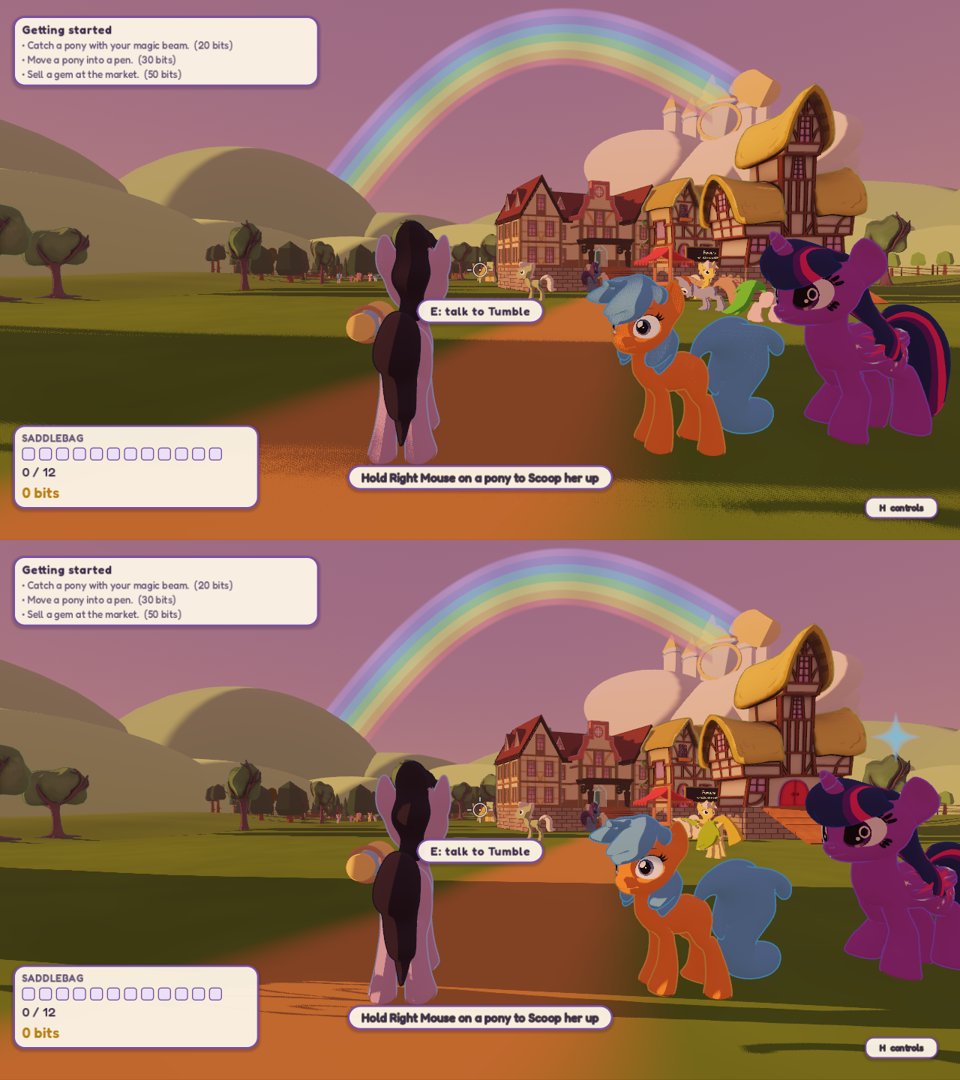 Getting started
• Catch a pony with your magic beam. (20 bits)
• Move a pony into a pen. (30 bits)
• Sell a gem at the market. (50 bits)
E: talk to Tumble
SADDLEBAG
0 / 12
0 bits
Hold Right Mouse on a pony to Scoop her up
H controls
Getting started
• Catch a pony with your magic beam. (20 bits)
• Move a pony into a pen. (30 bits)
• Sell a gem at the market. (50 bits)
E: talk to Tumble
SADDLEBAG
0 / 12
0 bits
Hold Right Mouse on a pony to Scoop her up
H controls